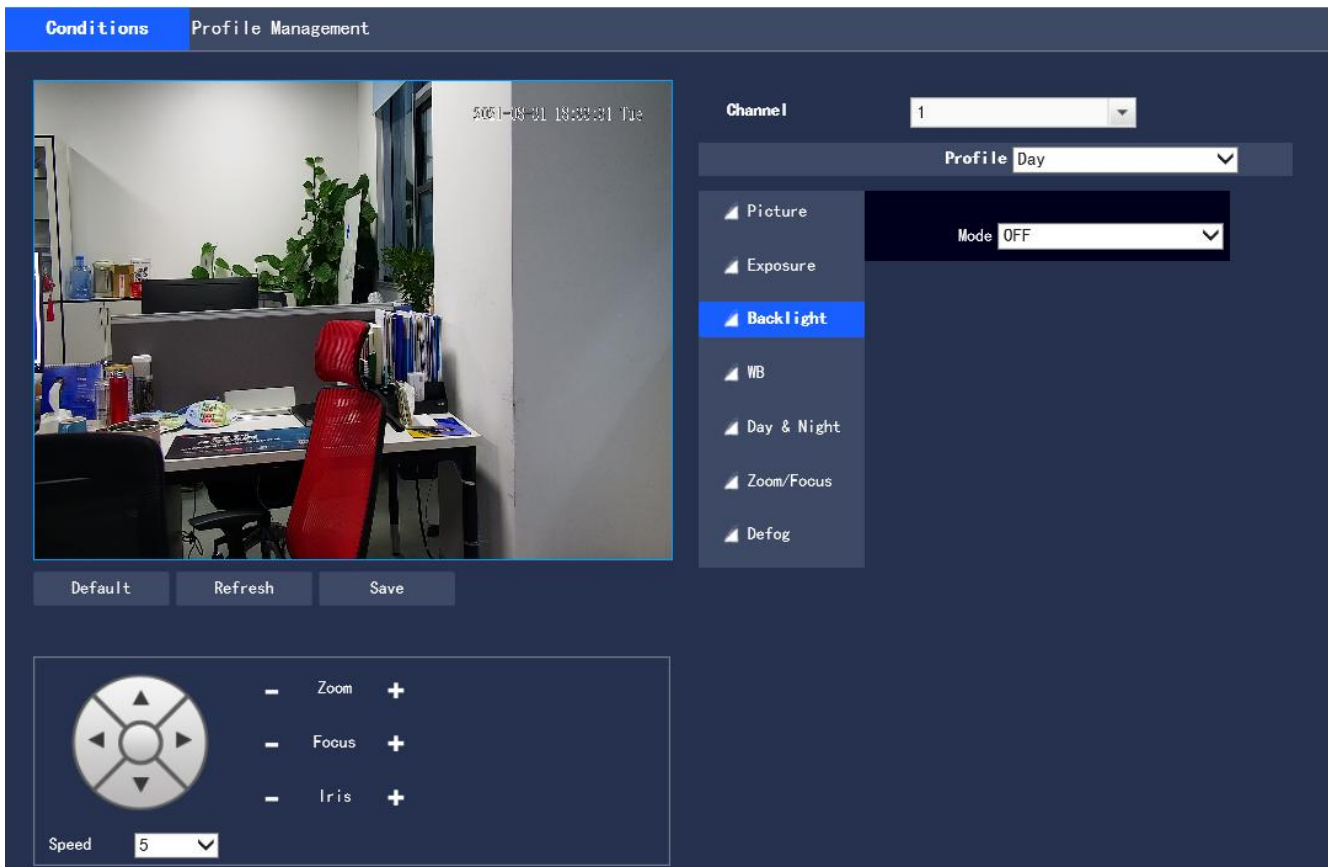 Conditions Profile Management
Channel 1
Profile Day
Picture
Mode OFF
Exposure
Backlight
WB
Day & Night
Zoom/Focus
Defog
Default Refresh Save
Zoom
Focus
Iris
Speed 5